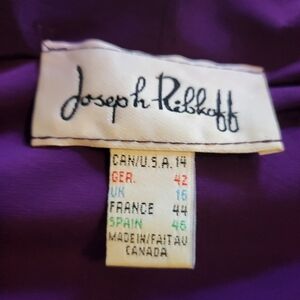 Joseph Ribkoff
CAN/U.S.A. 14
GER. 42
UK 16
FRANCE 44
SPAIN 46
MADE IN/FAIT AU
CANADA